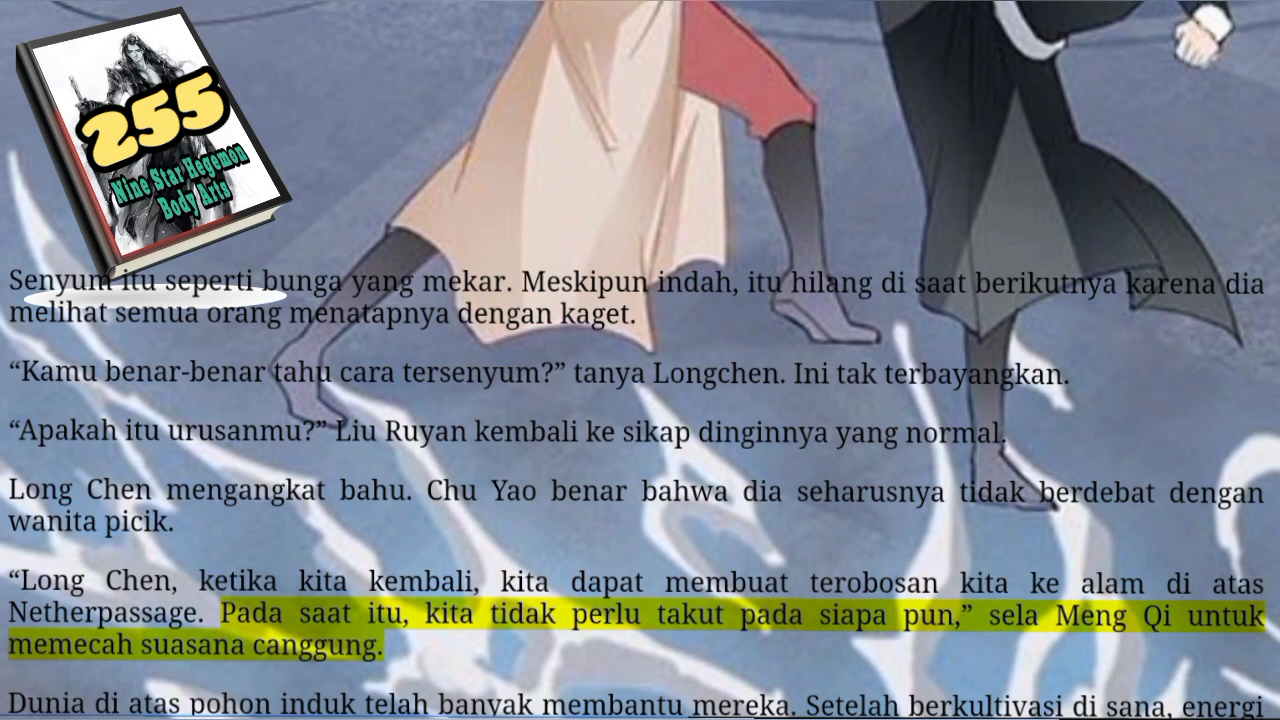 255
Nine Star Hegemon
Body Arts
Senyum itu seperti bunga yang mekar. Meskipun indah, itu hilang di saat berikutnya karena dia
melihat semua orang menatapnya dengan kaget.
“Kamu benar-benar tahu cara tersenyum?” tanya Longchen. Ini tak terbayangkan.
“Apakah itu urusanmu?” Liu Ruyan kembali ke sikap dinginnya yang normal.
Long Chen mengangkat bahu. Chu Yao benar bahwa dia seharusnya tidak berdebat dengan
wanita picik.
“Long Chen, ketika kita kembali, kita dapat membuat terobosan kita ke alam di atas
Netherpassage. Pada saat itu, kita tidak perlu takut pada siapa pun,” sela Meng Qi untuk
memecah suasana canggung.
Dunia di atas pohon induk telah banyak membantu mereka. Setelah berkultivasi di sana, energi